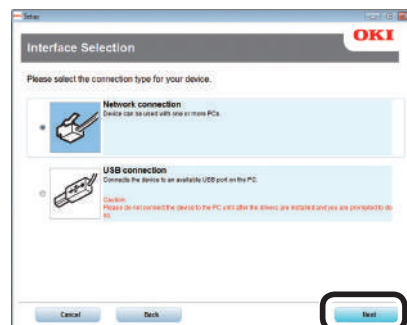 Setup
OKI
Interface Selection
Please select the connection type for your device.
Network connection
Device can be used with one or more PCs.
USB connection
Connects the device to an available USB port on the PC.
Caution:
Please do not connect the device to the PC until after the drivers are installed and you are prompted to do
so.
Cancel
Back
Next